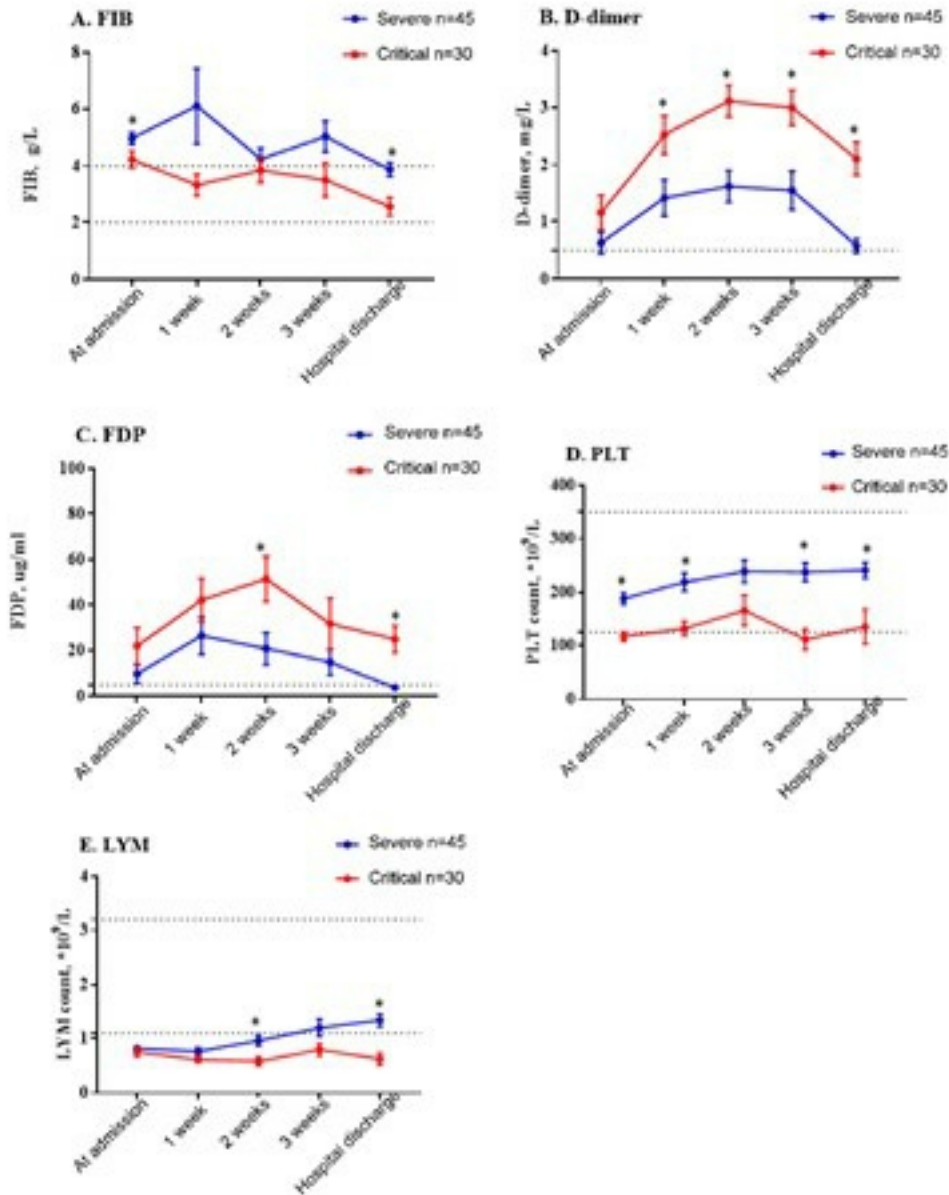 A. FIB
Severe n=45
Critical n=30
FIB, g/L
8
6
4
2
0
At admission
1 week
2 weeks
3 weeks
Hospital discharge
*
*
B. D-dimer
Severe n=45
Critical n=30
D-dimer, mg/L
4
3
2
1
0
At admission
1 week
2 weeks
3 weeks
Hospital discharge
*
*
*
*
C. FDP
Severe n=45
Critical n=30
FDP, ug/ml
100
80
60
40
20
0
At admission
1 week
2 weeks
3 weeks
Hospital discharge
*
*
D. PLT
Severe n=45
Critical n=30
PLT count, *10⁹/L
400
300
200
100
0
At admission
1 week
2 weeks
3 weeks
Hospital discharge
*
*
*
*
E. LYM
Severe n=45
Critical n=30
LYM count, *10⁹/L
4
3
2
1
0
At admission
1 week
2 weeks
3 weeks
Hospital discharge
*
*